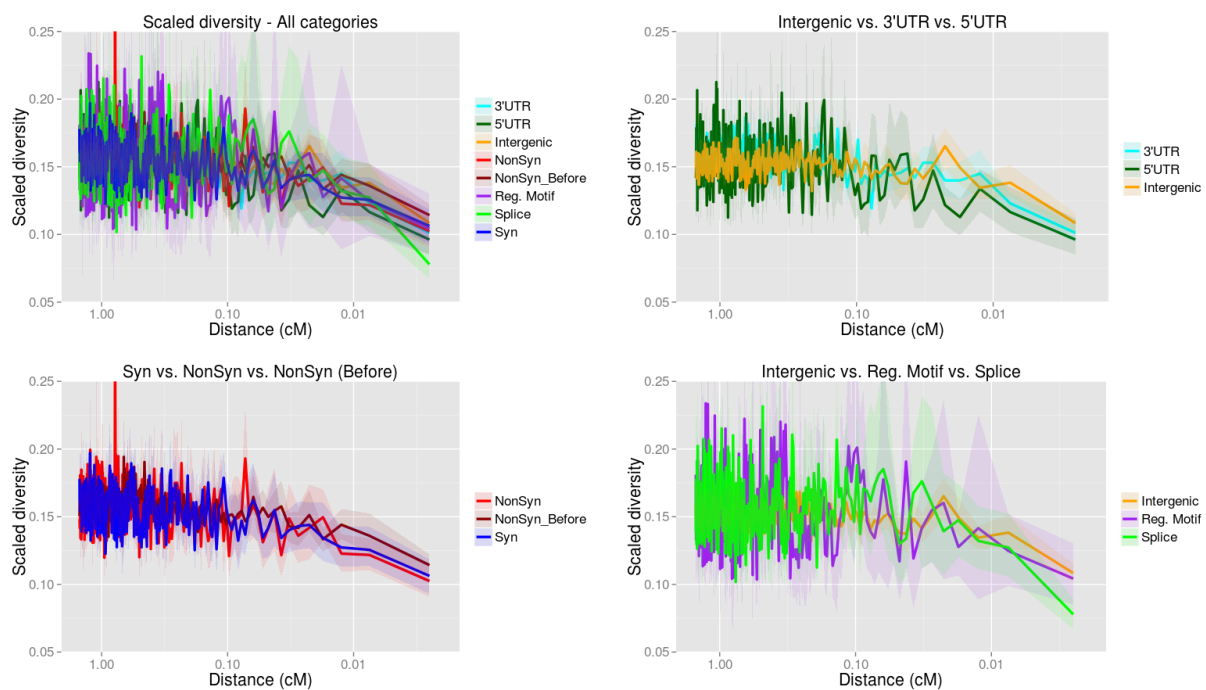 Scaled diversity - All categories
0.25
0.20
0.15
0.10
0.05
Scaled diversity
1.00
0.10
0.01
Distance (cM)
3'UTR
5'UTR
Intergenic
NonSyn
NonSyn_Before
Reg. Motif
Splice
Syn
Intergenic vs. 3'UTR vs. 5'UTR
0.25
0.20
0.15
0.10
0.05
Scaled diversity
1.00
0.10
0.01
Distance (cM)
3'UTR
5'UTR
Intergenic
Syn vs. NonSyn vs. NonSyn (Before)
0.25
0.20
0.15
0.10
0.05
Scaled diversity
1.00
0.10
0.01
Distance (cM)
NonSyn
NonSyn_Before
Syn
Intergenic vs. Reg. Motif vs. Splice
0.25
0.20
0.15
0.10
0.05
Scaled diversity
1.00
0.10
0.01
Distance (cM)
Intergenic
Reg. Motif
Splice